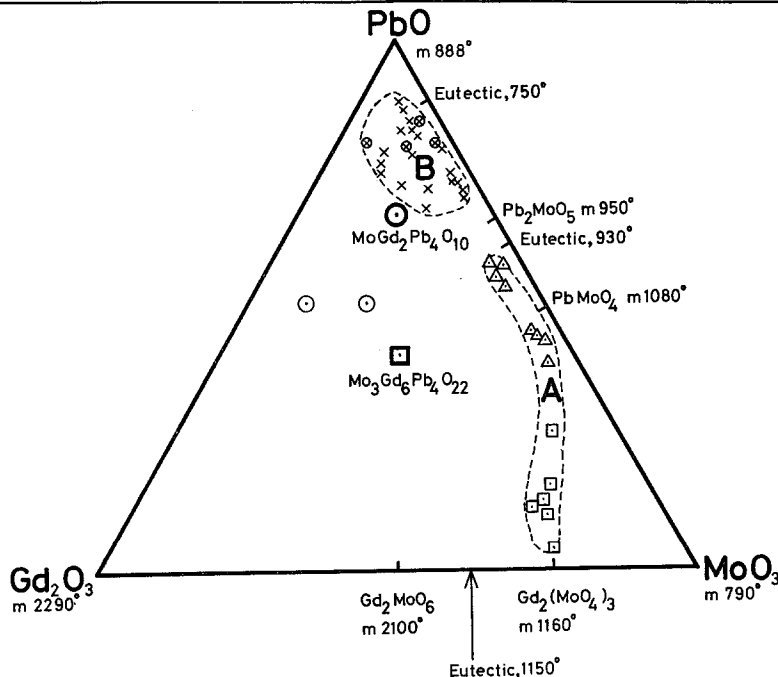 PbO
m 888°
Eutectic, 750°
B
Pb₂MoO₅ m 950°
MoGd₂Pb₄O₁₀
Eutectic, 930°
PbMoO₄ m 1080°
Mo₃Gd₆Pb₄O₂₂
A
Gd₂O₃
m 2290°
MoO₃
m 790°
Gd₂MoO₆
m 2100°
Gd₂(MoO₄)₃
m 1160°
Eutectic, 1150°